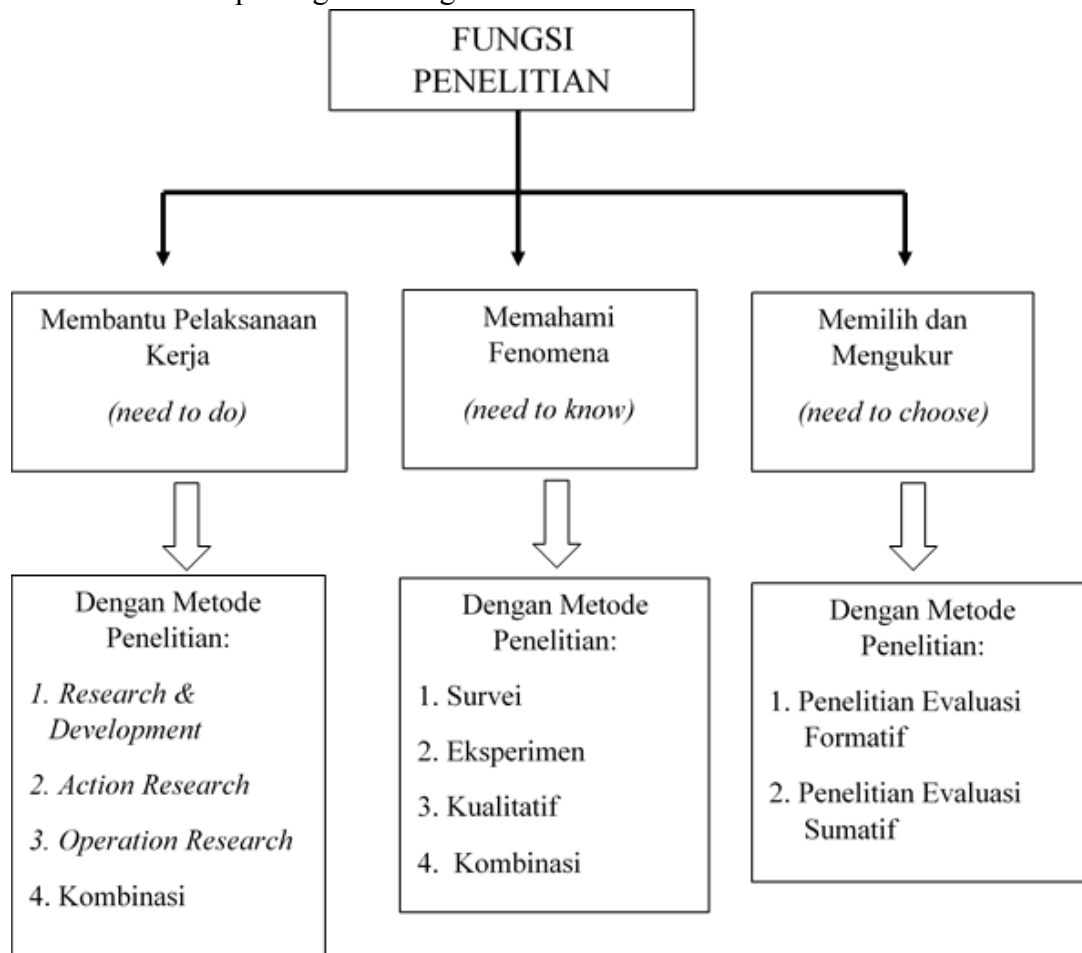 FUNGSI
PENELITIAN
Membantu Pelaksanaan
Kerja
(need to do)
Memahami
Fenomena
(need to know)
Memilih dan
Mengukur
(need to choose)
Dengan Metode
Penelitian:
1. Research &
Development
2. Action Research
3. Operation Research
4. Kombinasi
Dengan Metode
Penelitian:
1. Survei
2. Eksperimen
3. Kualitatif
4. Kombinasi
Dengan Metode
Penelitian:
1. Penelitian Evaluasi
Formatif
2. Penelitian Evaluasi
Sumatif